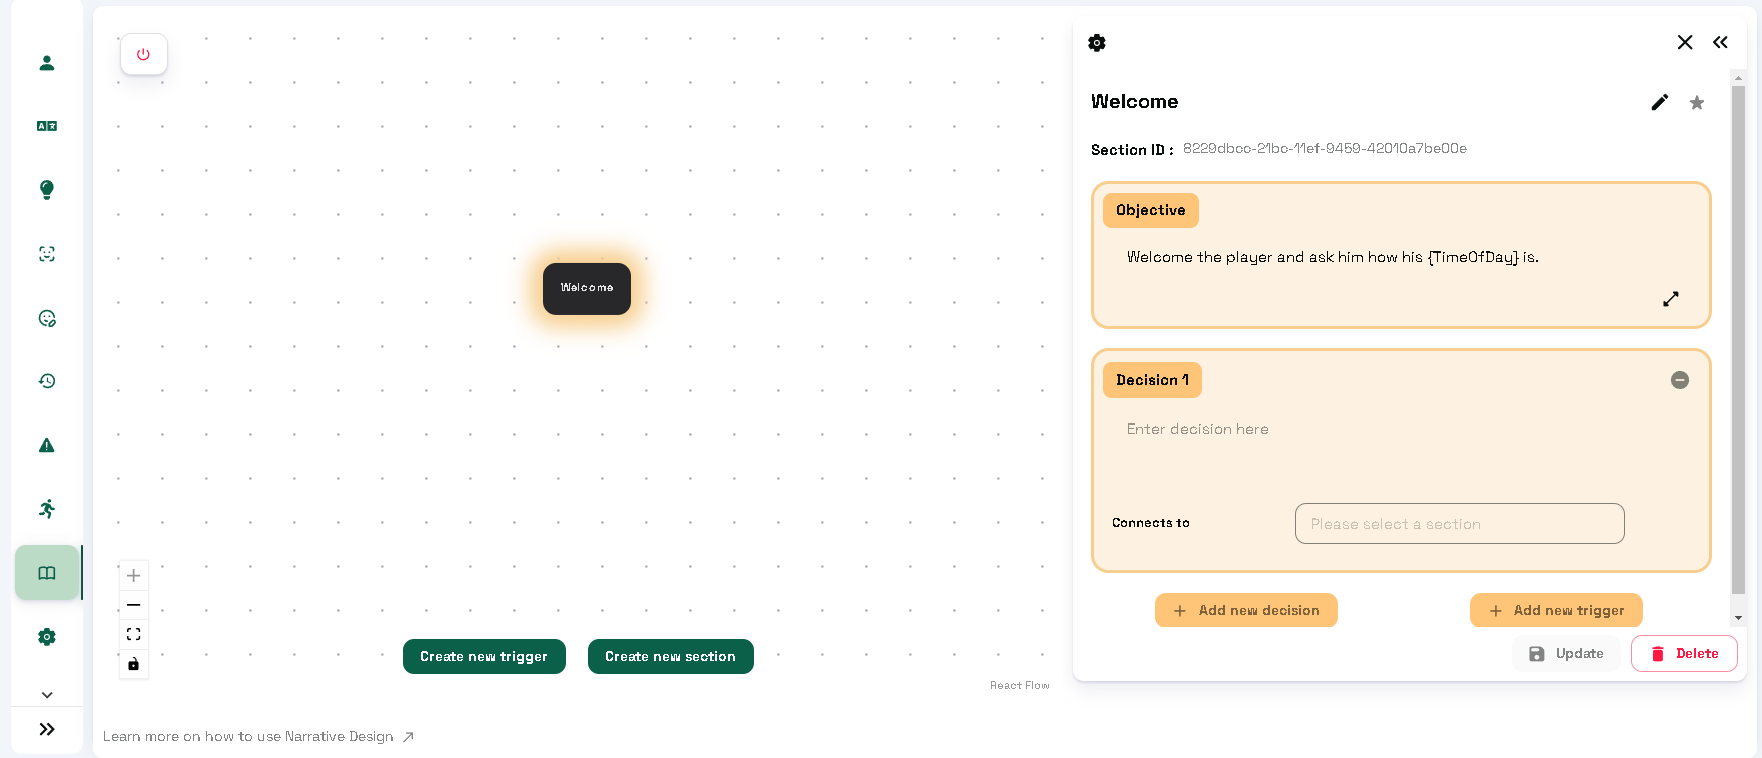 Welcome
Section ID : 8229dbcc-21bc-11ef-9459-42010a7be00e
Objective
Welcome the player and ask him how his {TimeOfDay} is.
Welcome
Decision 1
Enter decision here
Connects to
Please select a section
Add new decision
Add new trigger
Create new trigger
Create new section
Update
Delete
React Flow
Learn more on how to use Narrative Design